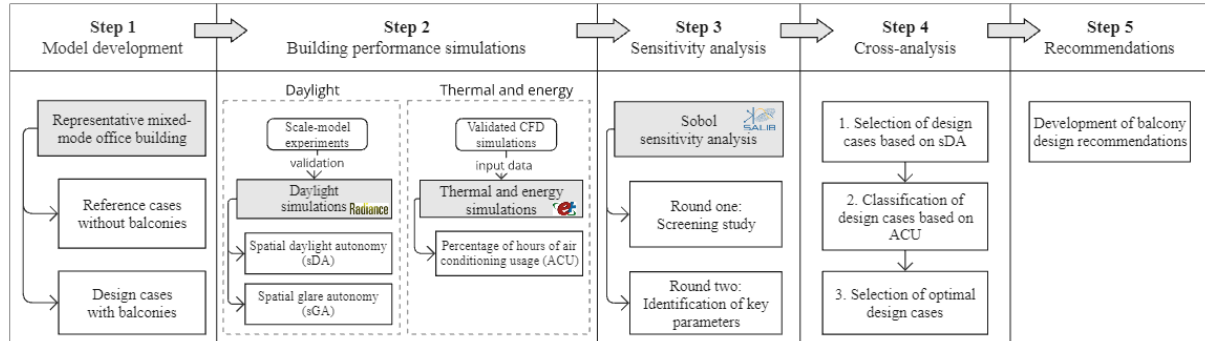 Step 1
Model development
Step 2
Building performance simulations
Step 3
Sensitivity analysis
Step 4
Cross-analysis
Step 5
Recommendations
Representative mixed-
mode office building
Reference cases
without balconies
Design cases
with balconies
Daylight
Scale-model
experiments
validation
Daylight
simulations
Radiance
Spatial daylight autonomy
(sDA)
Spatial glare autonomy
(sGA)
Thermal and energy
Validated CFD
simulations
input data
Thermal and energy
simulations
Percentage of hours of air
conditioning usage (ACU)
Sobol
sensitivity analysis
SALIB
Round one:
Screening study
Round two:
Identification of key
parameters
1. Selection of design
cases based on sDA
2. Classification of
design cases based on
ACU
3. Selection of optimal
design cases
Development of balcony
design recommendations